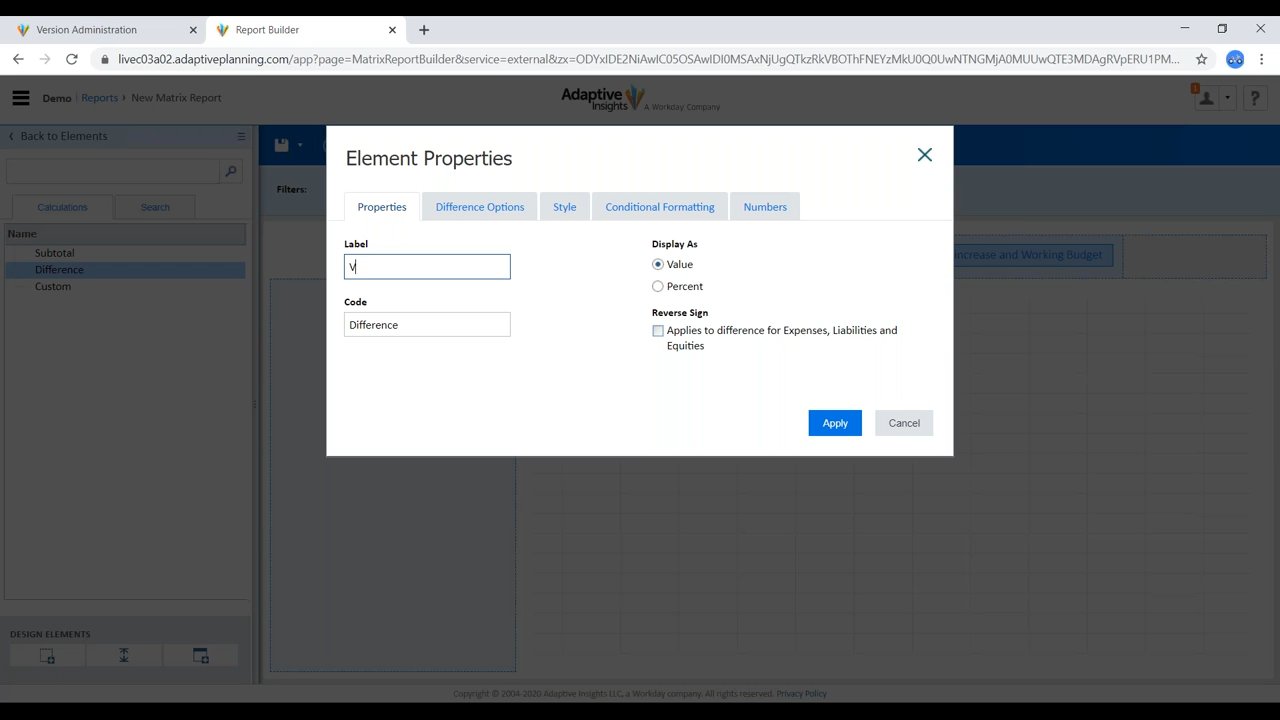 Version Administration
Report Builder
livec03a02.adaptiveplanning.com/app?page=MatrixReportBuilder&service=external&zx=
Demo
Reports › New Matrix Report
Adaptive Insights
A Workday Company
1
?
Back to Elements
Calculations
Search
Name
Subtotal
Difference
Custom
DESIGN ELEMENTS
Filters:
Increase and Working Budget
Element Properties
Properties
Difference Options
Style
Conditional Formatting
Numbers
Label
V
Code
Difference
Display As
Value
Percent
Reverse Sign
Applies to difference for Expenses, Liabilities and
Equities
Apply
Cancel
Copyright © 2004-2020 Adaptive Insights LLC, a Workday company. All rights reserved. Privacy Policy